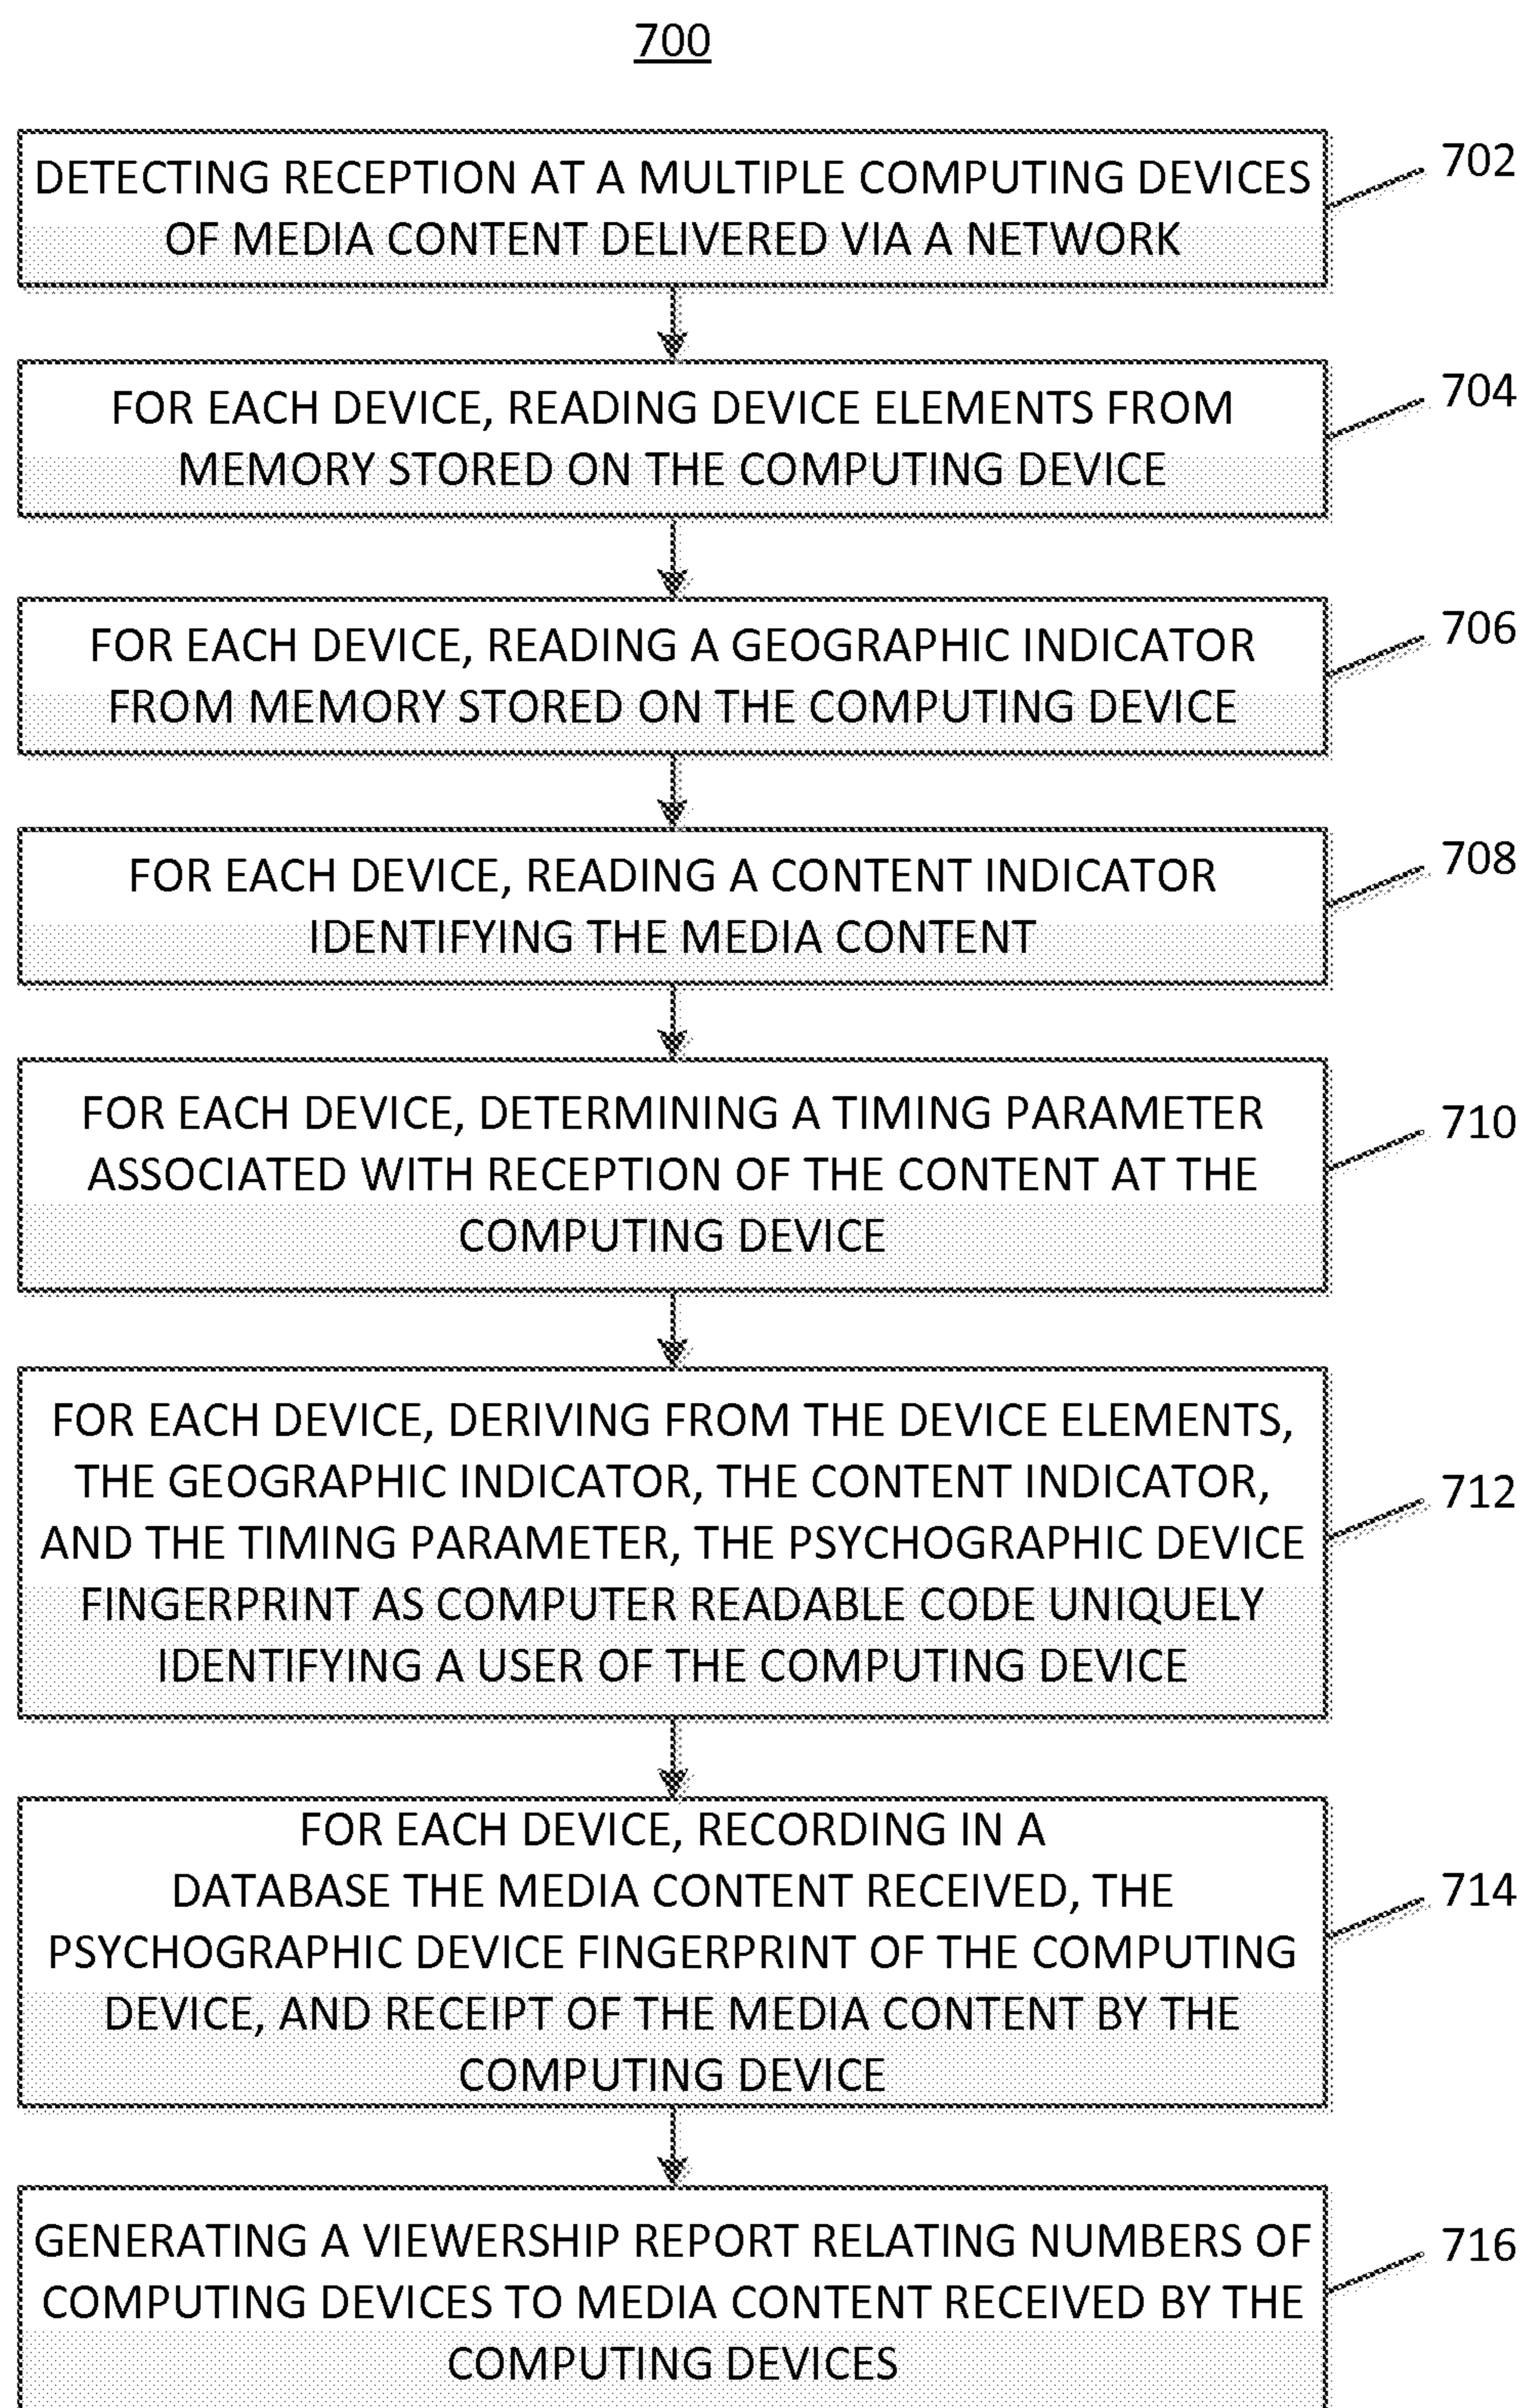 700
DETECTING RECEPTION AT A MULTIPLE COMPUTING DEVICES
OF MEDIA CONTENT DELIVERED VIA A NETWORK
702
FOR EACH DEVICE, READING DEVICE ELEMENTS FROM
MEMORY STORED ON THE COMPUTING DEVICE
704
FOR EACH DEVICE, READING A GEOGRAPHIC INDICATOR
FROM MEMORY STORED ON THE COMPUTING DEVICE
706
FOR EACH DEVICE, READING A CONTENT INDICATOR
IDENTIFYING THE MEDIA CONTENT
708
FOR EACH DEVICE, DETERMINING A TIMING PARAMETER
ASSOCIATED WITH RECEPTION OF THE CONTENT AT THE
COMPUTING DEVICE
710
FOR EACH DEVICE, DERIVING FROM THE DEVICE ELEMENTS,
THE GEOGRAPHIC INDICATOR, THE CONTENT INDICATOR,
AND THE TIMING PARAMETER, THE PSYCHOGRAPHIC DEVICE
FINGERPRINT AS COMPUTER READABLE CODE UNIQUELY
IDENTIFYING A USER OF THE COMPUTING DEVICE
712
FOR EACH DEVICE, RECORDING IN A
DATABASE THE MEDIA CONTENT RECEIVED, THE
PSYCHOGRAPHIC DEVICE FINGERPRINT OF THE COMPUTING
DEVICE, AND RECEIPT OF THE MEDIA CONTENT BY THE
COMPUTING DEVICE
714
GENERATING A VIEWERSHIP REPORT RELATING NUMBERS OF
COMPUTING DEVICES TO MEDIA CONTENT RECEIVED BY THE
COMPUTING DEVICES
716